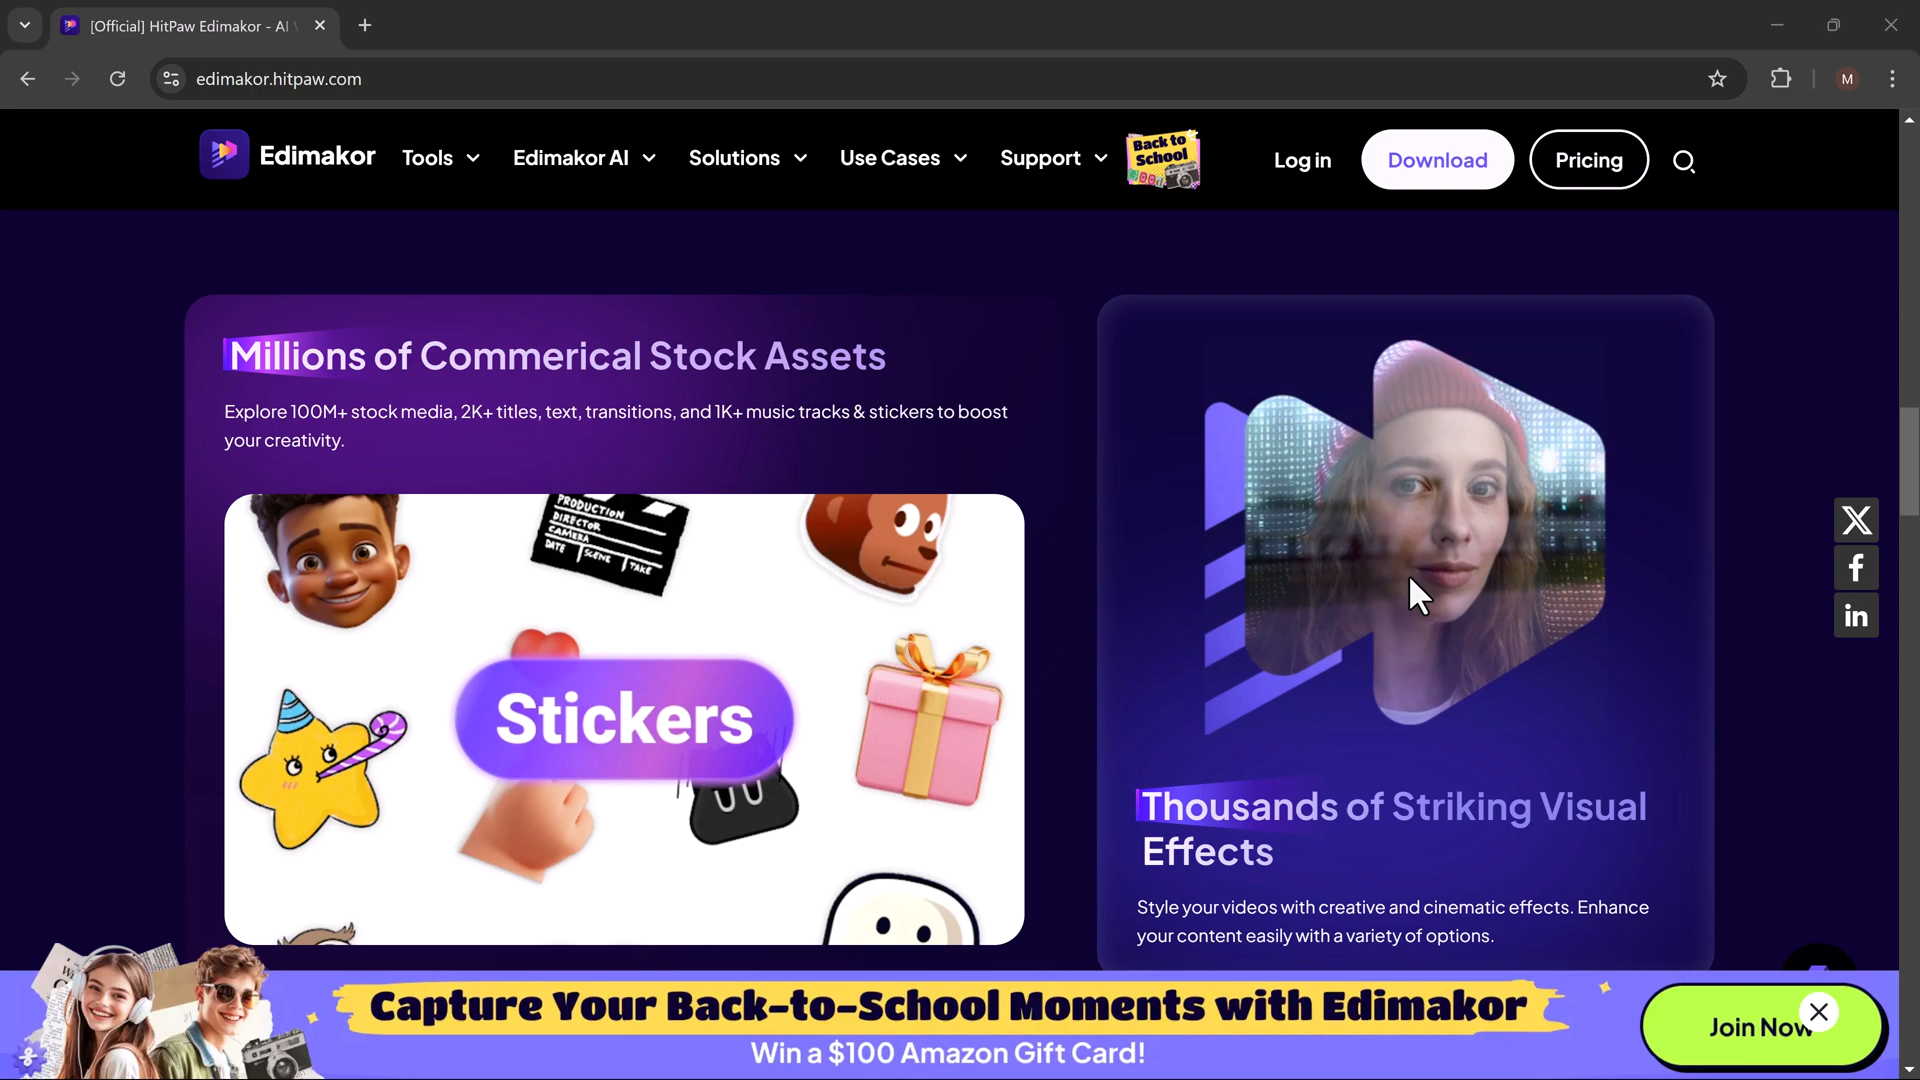 [Official] HitPaw Edimakor - AI
edimakor.hitpaw.com
M
Edimakor
Tools
Edimakor AI
Solutions
Use Cases
Support
Back to
School
Log in
Download
Pricing
Millions of Commerical Stock Assets
Explore 100M+ stock media, 2K+ titles, text, transitions, and 1K+ music tracks & stickers to boost
your creativity.
PRODUCTION
DIRECTOR
CAMERA
DATE SCENE TAKE
Stickers
Thousands of Striking Visual
Effects
Style your videos with creative and cinematic effects. Enhance
your content easily with a variety of options.
X
f
in
Capture Your Back-to-School Moments with Edimakor
Win a $100 Amazon Gift Card!
Join Now